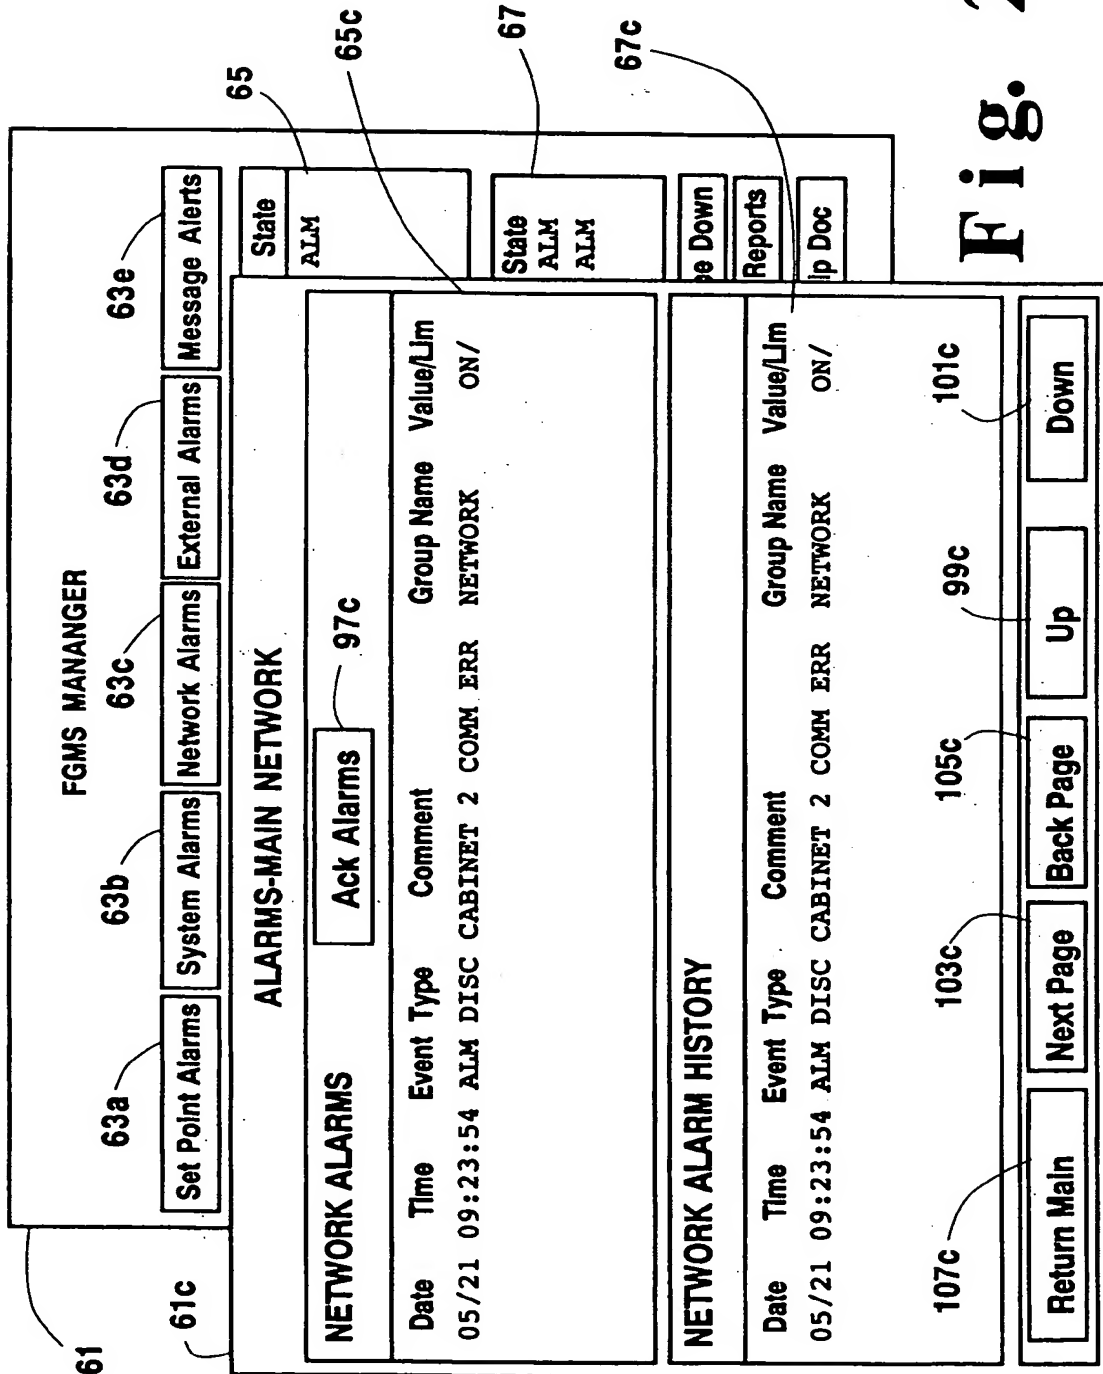 61
FGMS MANANGER
63a
63b
63c
63d
63e
Set Point Alarms
System Alarms
Network Alarms
External Alarms
Message Alerts
65
State
ALM
65c
61c
ALARMS-MAIN NETWORK
NETWORK ALARMS
Ack Alarms
97c
Date Time Event Type Comment Group Name Value/Lim
05/21 09:23:54 ALM DISC CABINET 2 COMM ERR NETWORK ON/
67
State
ALM
ALM
NETWORK ALARM HISTORY
67c
Date Time Event Type Comment Group Name Value/Lim
05/21 09:23:54 ALM DISC CABINET 2 COMM ERR NETWORK ON/
Down
Reports
lp Doc
107c
103c
105c
99c
101c
Return Main
Next Page
Back Page
Up
Down
Fig.